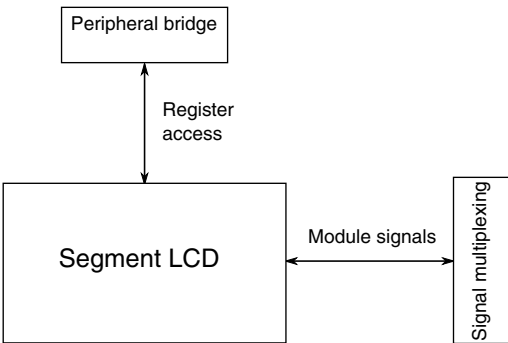 Peripheral bridge
Register
access
Segment LCD
Module signals
Signal multiplexing